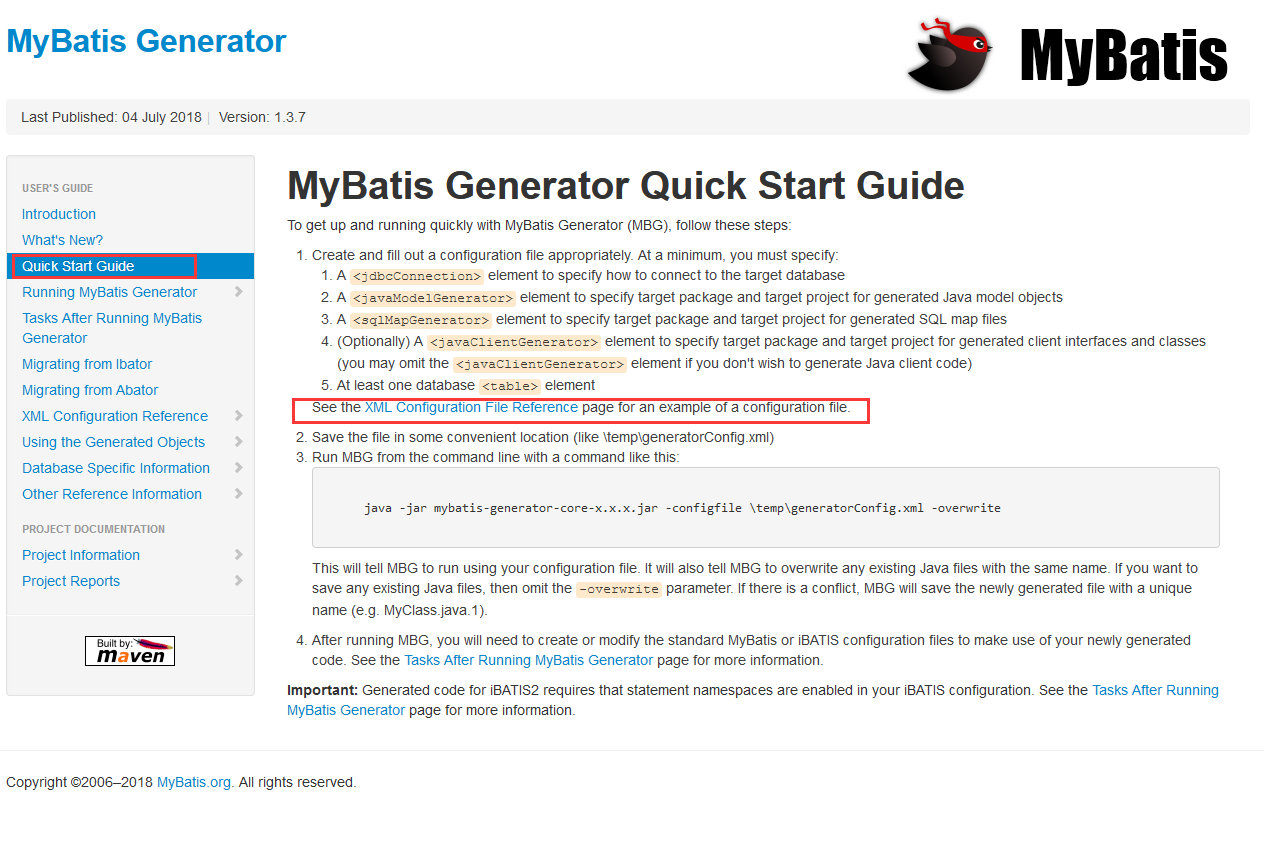 MyBatis Generator
MyBatis
Last Published: 04 July 2018 | Version: 1.3.7
USER'S GUIDE
Introduction
What's New?
Quick Start Guide
Running MyBatis Generator
Tasks After Running MyBatis
Generator
Migrating from Ibator
Migrating from Abator
XML Configuration Reference
Using the Generated Objects
Database Specific Information
Other Reference Information
PROJECT DOCUMENTATION
Project Information
Project Reports
Built by:
maven
MyBatis Generator Quick Start Guide
To get up and running quickly with MyBatis Generator (MBG), follow these steps:
1. Create and fill out a configuration file appropriately. At a minimum, you must specify:
1. A <jdbcConnection> element to specify how to connect to the target database
2. A <javaModelGenerator> element to specify target package and target project for generated Java model objects
3. A <sqlMapGenerator> element to specify target package and target project for generated SQL map files
4. (Optionally) A <javaClientGenerator> element to specify target package and target project for generated client interfaces and classes
(you may omit the <javaClientGenerator> element if you don't wish to generate Java client code)
5. At least one database <table> element
See the XML Configuration File Reference page for an example of a configuration file.
2. Save the file in some convenient location (like \temp\generatorConfig.xml)
3. Run MBG from the command line with a command like this:
java -jar mybatis-generator-core-x.x.x.jar -configfile \temp\generatorConfig.xml -overwrite
This will tell MBG to run using your configuration file. It will also tell MBG to overwrite any existing Java files with the same name. If you want to
save any existing Java files, then omit the -overwrite parameter. If there is a conflict, MBG will save the newly generated file with a unique
name (e.g. MyClass.java.1).
4. After running MBG, you will need to create or modify the standard MyBatis or iBATIS configuration files to make use of your newly generated
code. See the Tasks After Running MyBatis Generator page for more information.
Important: Generated code for iBATIS2 requires that statement namespaces are enabled in your iBATIS configuration. See the Tasks After Running
MyBatis Generator page for more information.
Copyright ©2006–2018 MyBatis.org. All rights reserved.